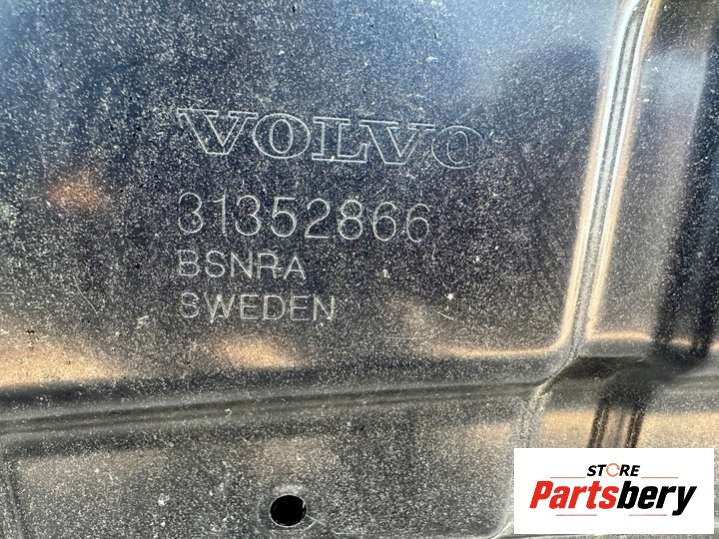 VOLVO
31352866
BSNRA
SWEDEN
STORE
Partsbery